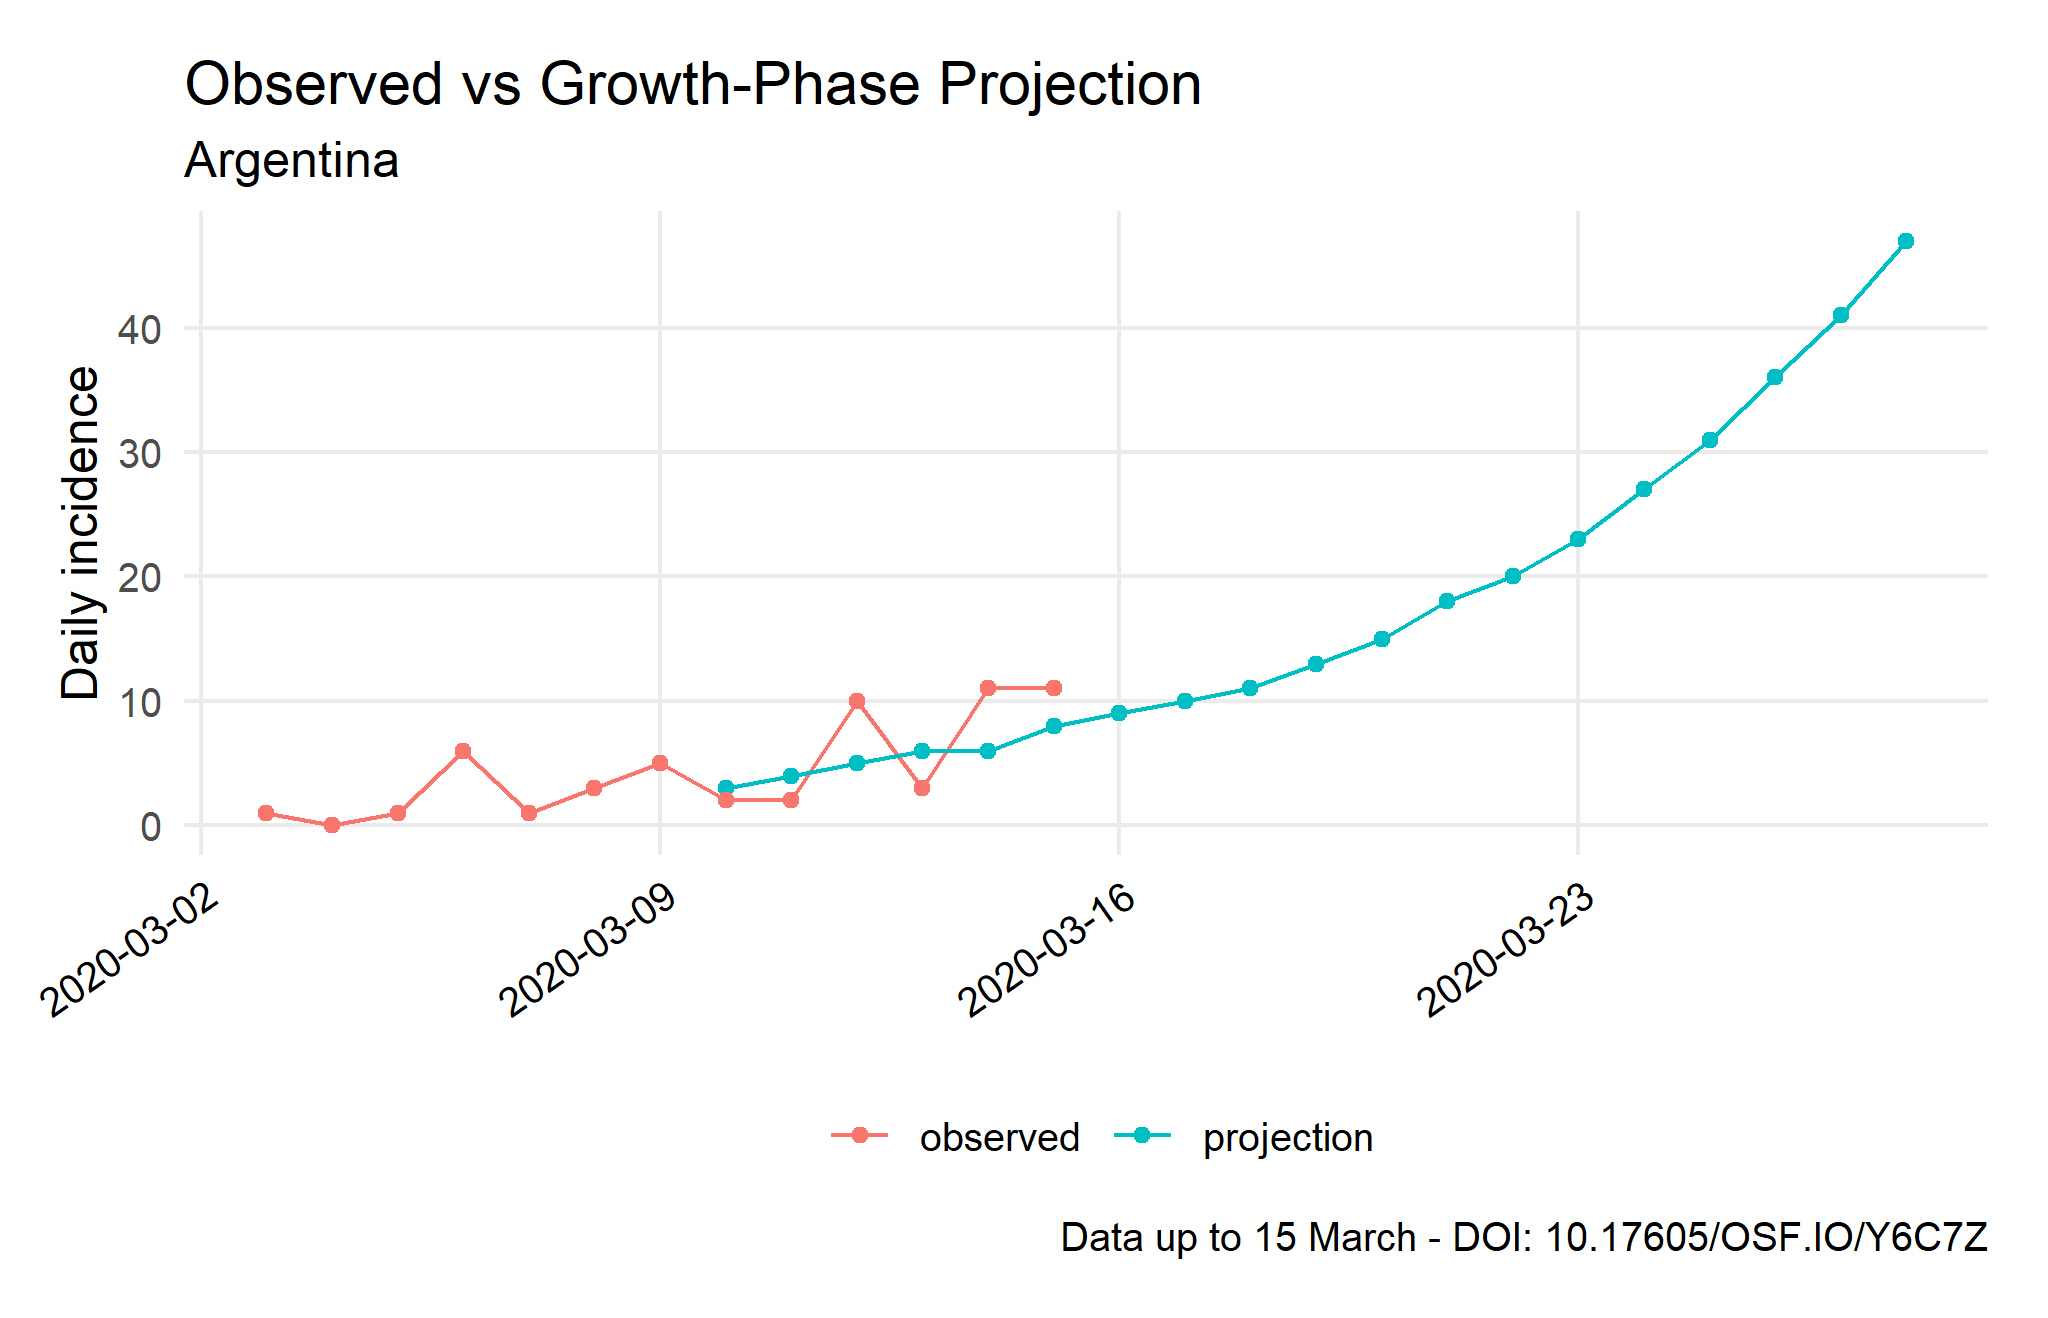 Observed vs Growth-Phase Projection
Argentina
Daily incidence
40
30
20
10
0
2020-03-02
2020-03-09
2020-03-16
2020-03-23
observed
projection
Data up to 15 March - DOI: 10.17605/OSF.IO/Y6C7Z